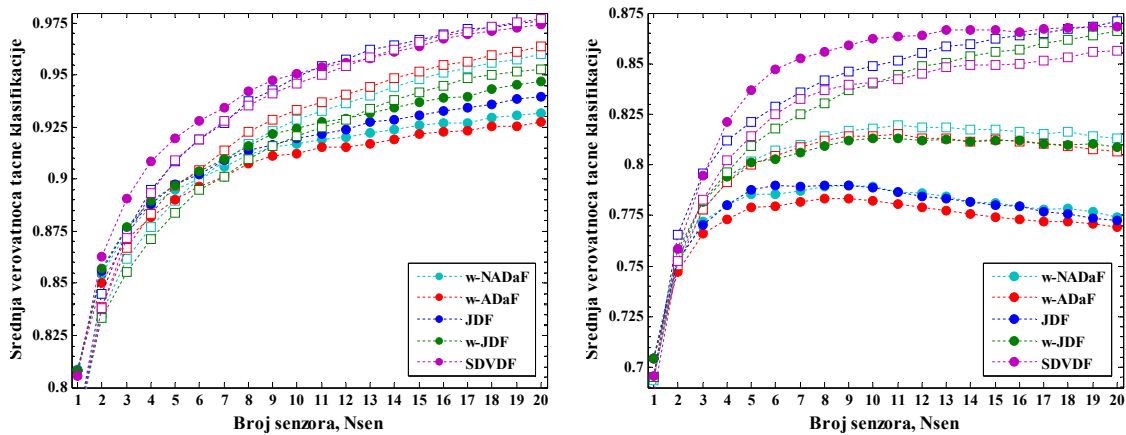 Srednja verovatnoca tacne klasifikacije
0.975
0.95
0.925
0.9
0.875
0.85
0.825
0.8
1 2 3 4 5 6 7 8 9 10 11 12 13 14 15 16 17 18 19 20
Broj senzora, Nsen
w-NADaF
w-ADaF
JDF
w-JDF
SDVDF
Srednja verovatnoca tacne klasifikacije
0.875
0.85
0.825
0.8
0.775
0.75
0.725
0.7
1 2 3 4 5 6 7 8 9 10 11 12 13 14 15 16 17 18 19 20
Broj senzora, Nsen
w-NADaF
w-ADaF
JDF
w-JDF
SDVDF